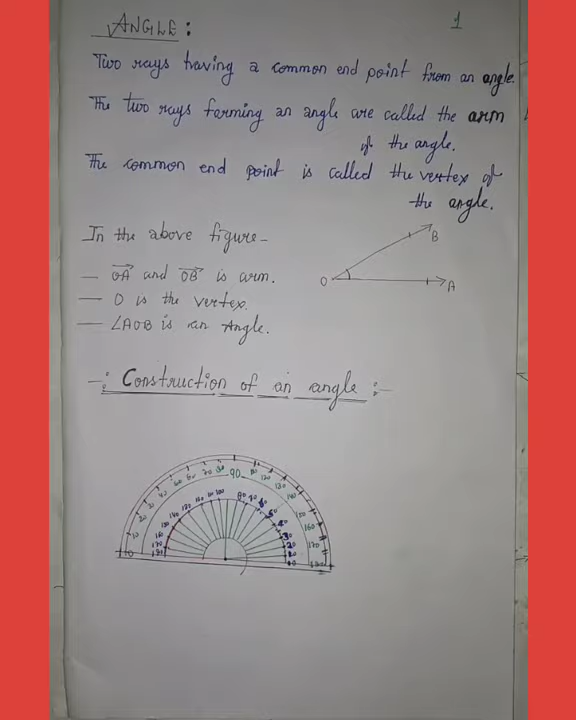 ANGLE:
1
Two rays having a common end point from an angle.
The two rays farming an angle are called the arm
of the angle.
The common end point is called the vertex of
the angle.
In the above figure-
B
O
A
— OA and OB is arm.
— O is the vertex.
— ∠AOB is an Angle.
-: Construction of an angle :-